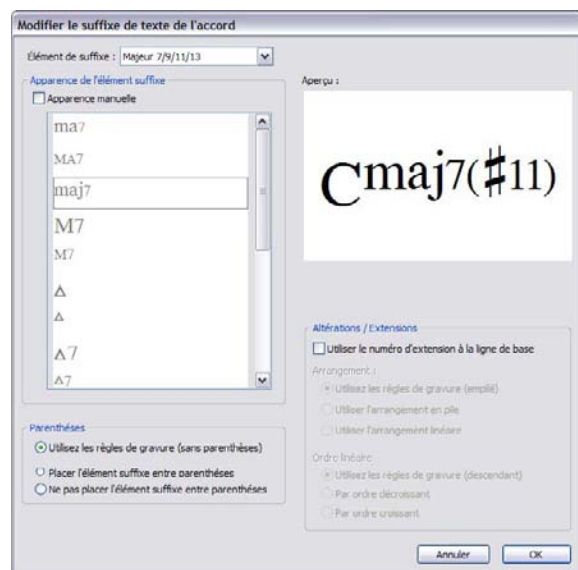 Modifier le suffixe de texte de l'accord
Élément de suffixe : Majeur 7/9/11/13
Apparence de l'élément suffixe
Apparence manuelle
ma7
MA7
maj7
M7
M7
Δ
Δ
Δ7
Δ7
Parenthéses
Utilisez les règles de gravure (sans parenthèses)
Placer l'élément suffixe entre parenthéses
Ne pas placer l'élément suffixe entre parenthéses
Aperçu :
Cmaj7(♯11)
Altérations / Extensions
Utiliser le numéro d'extension à la ligne de base
Arrangement :
Utilisez les règles de gravure (empilé)
Utiliser l'arrangement en pile
Utiliser l'arrangement linéaire
Ordre linéaire
Utilisez les règles de gravure (descendant)
Par ordre décroissant
Par ordre croissant
Annuler
OK